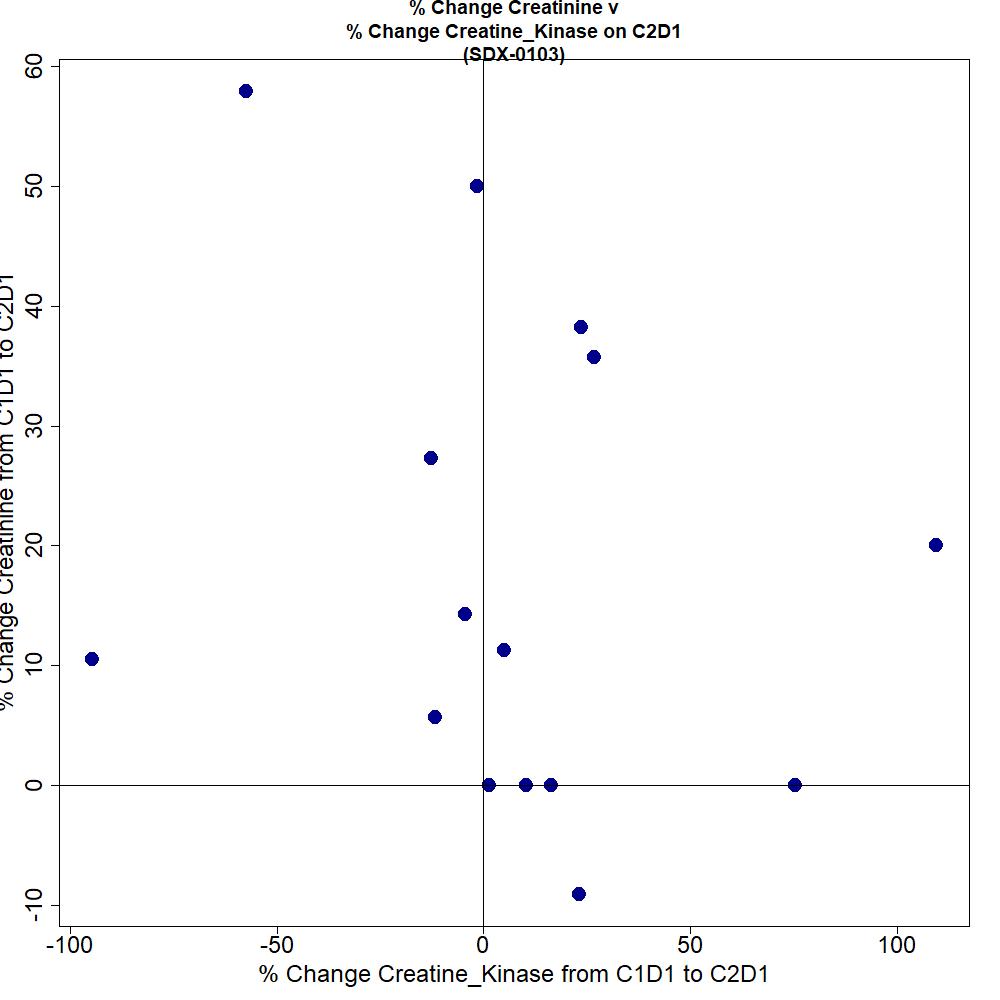 % Change Creatinine v
% Change Creatine_Kinase on C2D1
(SDX-0103)
% Change Creatinine from C1D1 to C2D1
60
50
40
30
20
10
0
-10
-100
-50
0
50
100
% Change Creatine_Kinase from C1D1 to C2D1